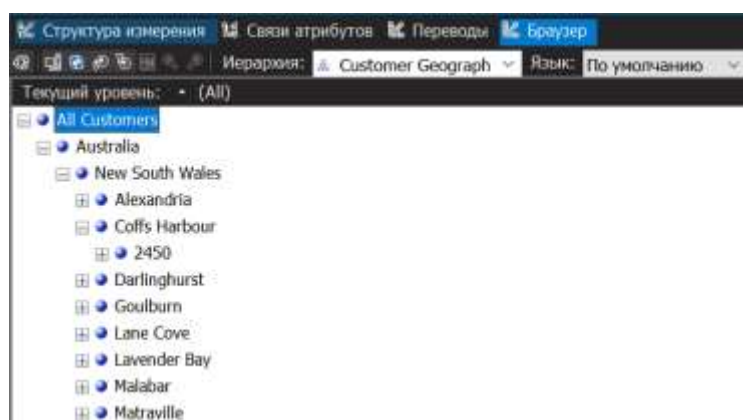 Структура измерения Связи атрибутов Переводы Браузер
Иерархия: Customer Geograph Язык: По умолчанию
Текущий уровень: • (All)
All Customers
Australia
New South Wales
Alexandria
Coffs Harbour
2450
Darlinghurst
Goulburn
Lane Cove
Lavender Bay
Malabar
Matraville